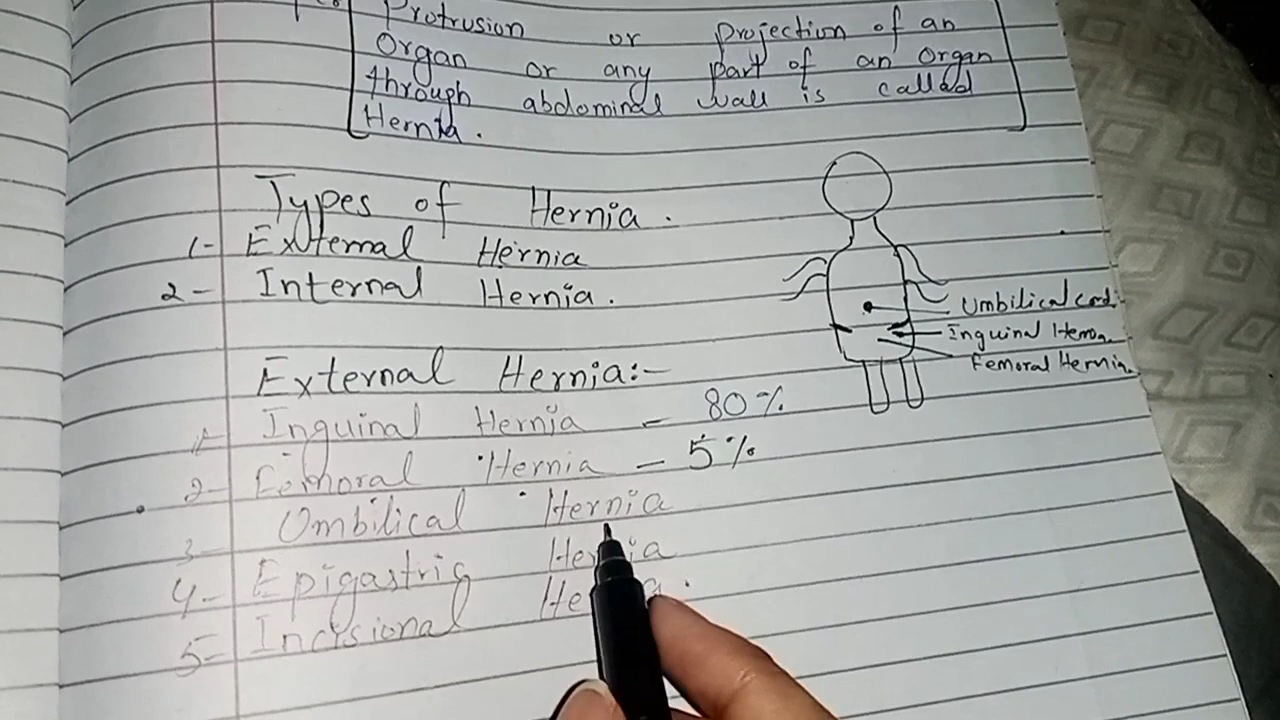 Protrusion or projection of an
Organ or any part of an organ
through abdominal wall is called
Hernia.
Types of Hernia.
1- External Hernia
2- Internal Hernia.
Umbilical cord
Inguinal Hernia
Femoral Hernia
External Hernia:-
1- Inguinal Hernia - 80%
2- Femoral Hernia - 5%
3- Umbilical Hernia
4- Epigastric Hernia
5- Incisional